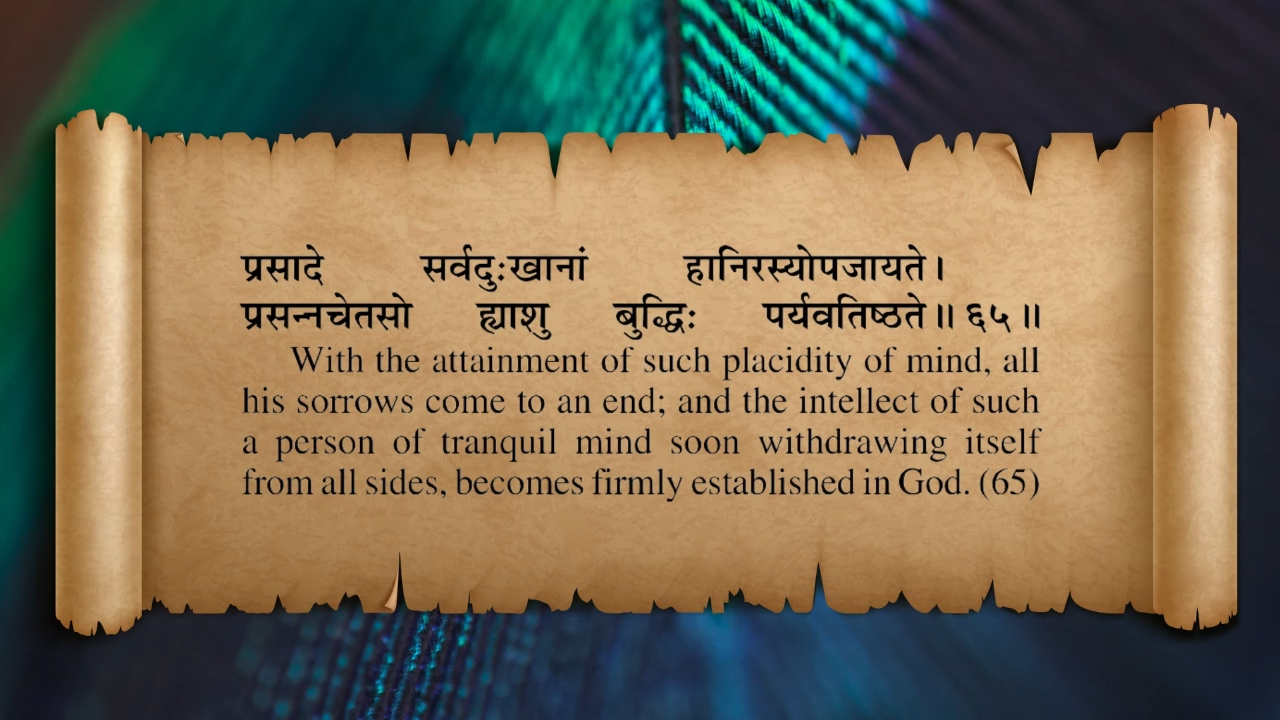 प्रसादे सर्वदुःखानां हानिरस्योपजायते।
प्रसन्नचेतसो ह्याशु बुद्धिः पर्यवतिष्ठते॥ ६५॥
With the attainment of such placidity of mind, all
his sorrows come to an end; and the intellect of such
a person of tranquil mind soon withdrawing itself
from all sides, becomes firmly established in God. (65)